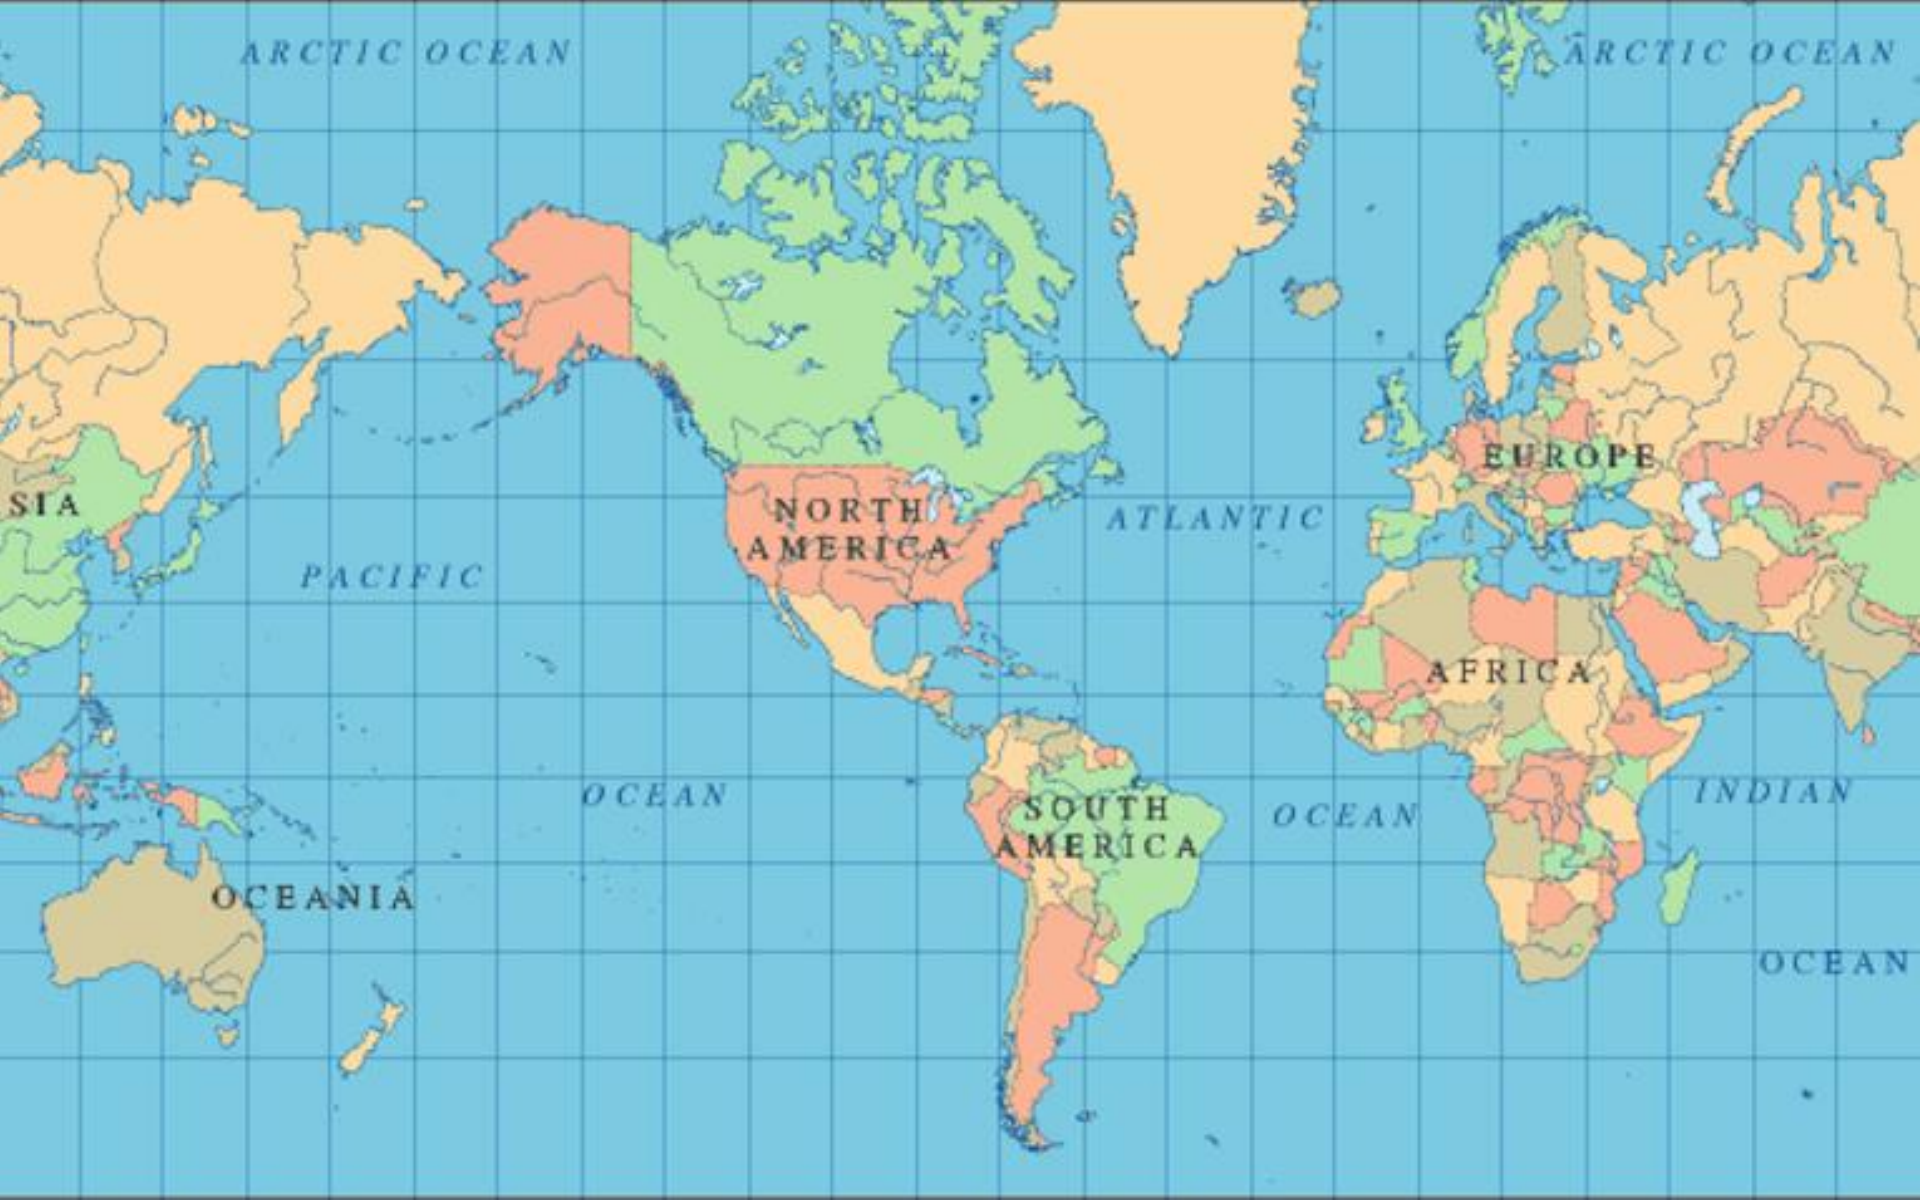 ARCTIC OCEAN
ARCTIC OCEAN
EUROPE
SIA
NORTH
AMERICA
ATLANTIC
PACIFIC
AFRICA
OCEAN
INDIAN
SOUTH
OCEAN
AMERICA
OCEANIA
OCEAN